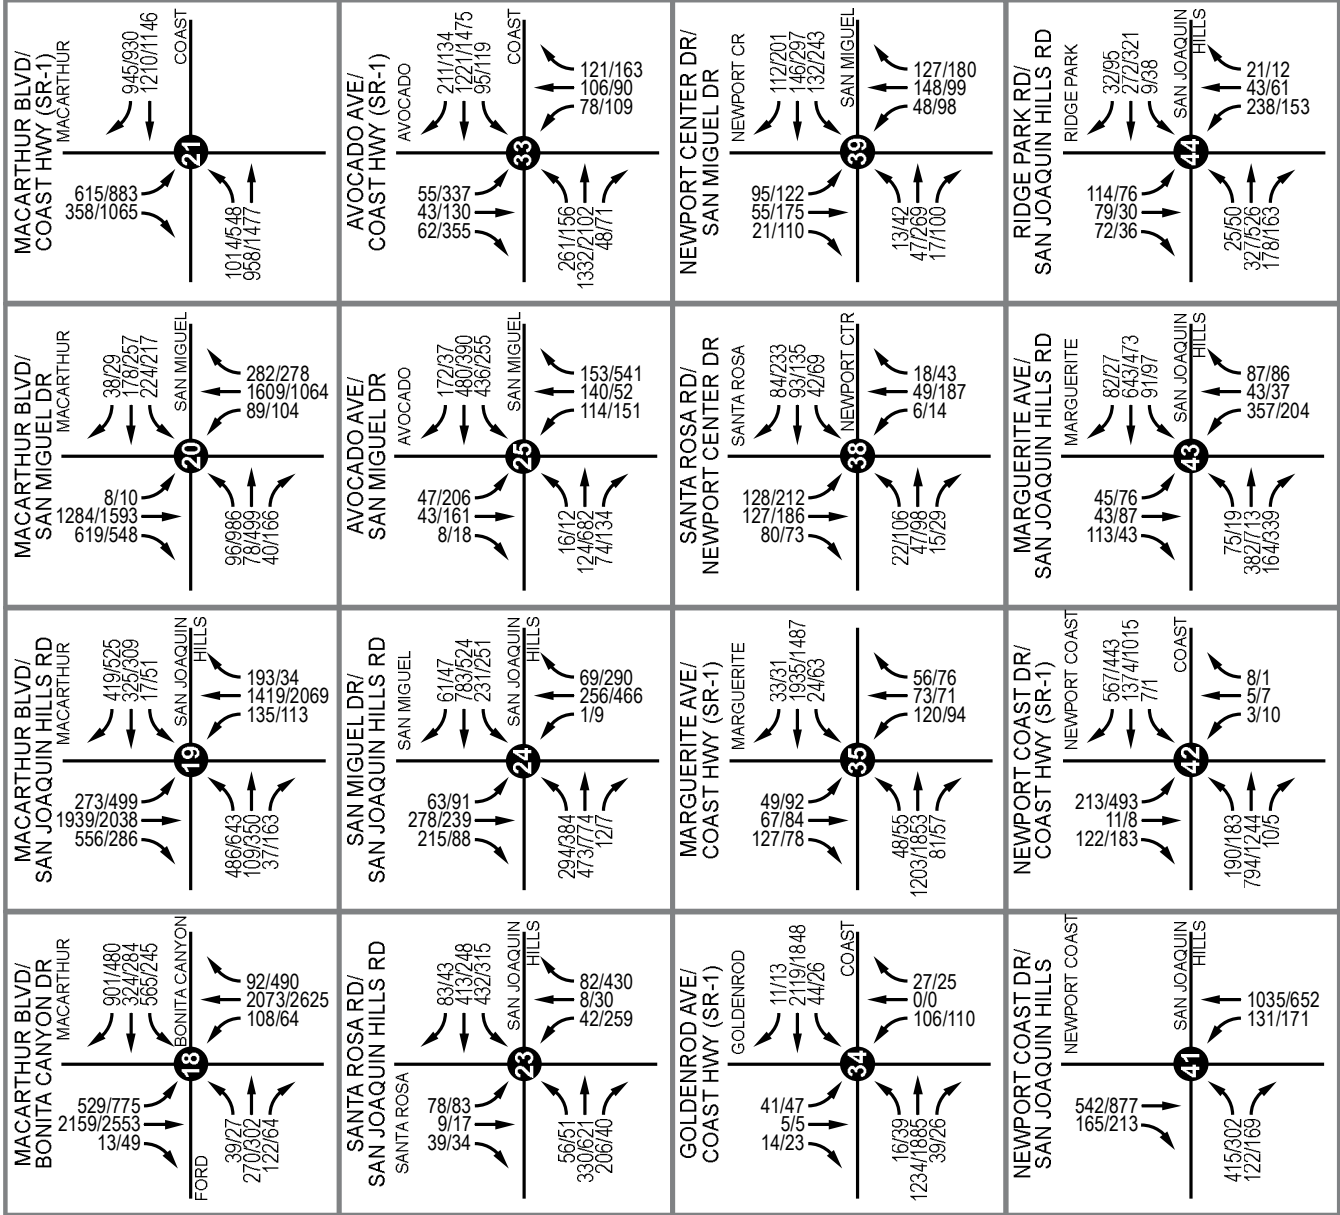 MACARTHUR BLVD/
COAST HWY (SR-1)
MACARTHUR
945/930
1210/1146
COAST
21
615/883
358/1065
1014/548
958/1477
AVOCADO AVE/
COAST HWY (SR-1)
AVOCADO
211/134
1221/1475
95/119
COAST
121/163
106/90
78/109
33
55/337
43/130
62/355
261/156
1332/2102
48/71
NEWPORT CENTER DR/
SAN MIGUEL DR
NEWPORT CR
112/201
146/297
132/243
SAN MIGUEL
127/180
148/99
48/98
39
95/122
55/175
21/110
13/42
47/269
17/100
RIDGE PARK RD/
SAN JOAQUIN HILLS RD
RIDGE PARK
32/95
272/321
9/38
SAN JOAQUIN
HILLS
21/12
43/61
238/153
44
114/76
79/30
72/36
25/50
327/526
178/163
MACARTHUR BLVD/
SAN MIGUEL DR
MACARTHUR
38/29
178/257
224/217
SAN MIGUEL
282/278
1609/1064
89/104
20
8/10
1284/1593
619/548
96/986
78/499
40/166
AVOCADO AVE/
SAN MIGUEL DR
AVOCADO
172/37
480/390
436/255
SAN MIGUEL
153/541
140/52
114/151
25
47/206
43/161
8/18
16/12
124/682
74/134
SANTA ROSA RD/
NEWPORT CENTER DR
SANTA ROSA
84/233
93/135
42/69
NEWPORT CTR
18/43
49/187
6/14
38
128/212
127/186
80/73
22/106
47/98
15/29
MARGUERITE AVE/
SAN JOAQUIN HILLS RD
MARGUERITE
82/27
643/473
91/97
SAN JOAQUIN
HILLS
87/86
43/37
357/204
43
45/76
43/87
113/43
75/19
382/713
164/339
MACARTHUR BLVD/
SAN JOAQUIN HILLS RD
MACARTHUR
419/525
325/309
17/51
SAN JOAQUIN
HILLS
193/34
1419/2069
135/113
19
273/499
1939/2038
556/286
486/643
109/350
37/163
SAN MIGUEL DR/
SAN JOAQUIN HILLS RD
SAN MIGUEL
61/47
783/524
231/251
SAN JOAQUIN
HILLS
69/290
256/466
1/9
24
63/91
278/239
215/88
294/384
473/774
12/7
MARGUERITE AVE/
COAST HWY (SR-1)
MARGUERITE
33/31
1935/1487
24/63
56/76
73/71
120/94
35
49/92
67/84
127/78
48/55
1203/1853
81/57
NEWPORT COAST DR/
COAST HWY (SR-1)
NEWPORT COAST
567/443
1374/1015
7/1
COAST
8/1
5/7
3/10
42
213/493
11/8
122/183
190/183
794/1244
10/5
MACARTHUR BLVD/
BONITA CANYON DR
MACARTHUR
901/480
324/284
565/245
BONITA CANYON
92/490
2073/2625
108/64
18
529/775
2159/2553
13/49
FORD
39/27
270/302
122/64
SANTA ROSA RD/
SAN JOAQUIN HILLS RD
SANTA ROSA
83/43
413/248
432/315
SAN JOAQUIN
HILLS
82/430
8/30
42/259
23
78/83
9/17
39/34
56/51
330/621
206/40
GOLDENROD AVE/
COAST HWY (SR-1)
GOLDENROD
11/13
2119/1848
44/26
COAST
27/25
0/0
106/110
34
41/47
5/5
14/23
16/39
1234/1885
39/26
NEWPORT COAST DR/
SAN JOAQUIN HILLS
NEWPORT COAST
SAN JOAQUIN
HILLS
1035/652
131/171
41
542/877
165/213
415/302
122/169